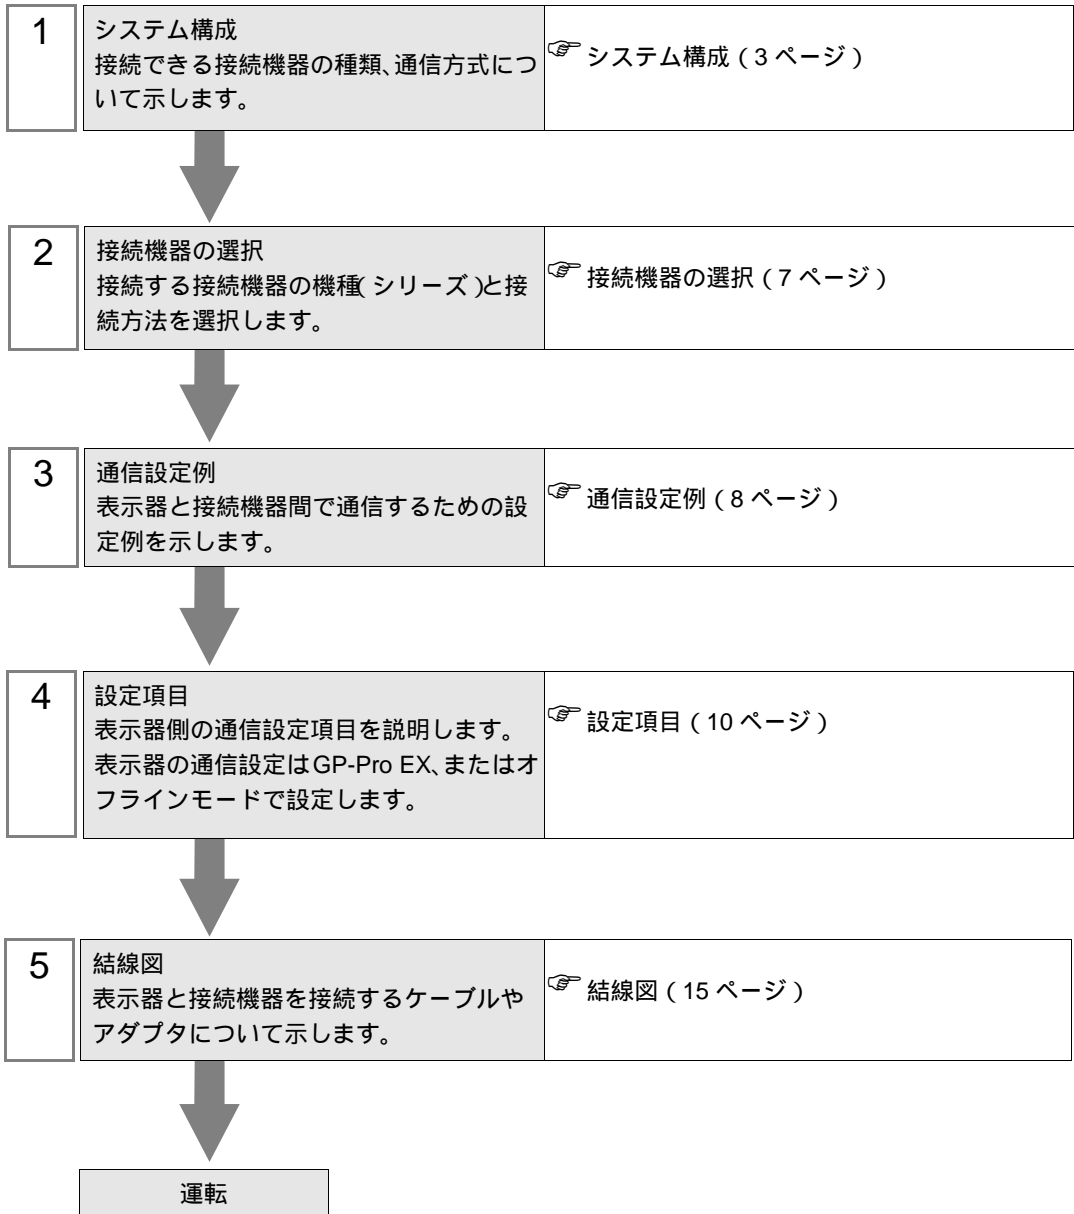 1
システム構成
接続できる接続機器の種類、通信方式につ
いて示します。
☞ システム構成 ( 3 ページ )
2
接続機器の選択
接続する接続機器の機種( シリーズ )と接
続方法を選択します。
☞ 接続機器の選択 ( 7 ページ )
3
通信設定例
表示器と接続機器間で通信するための設
定例を示します。
☞ 通信設定例 ( 8 ページ )
4
設定項目
表示器側の通信設定項目を説明します。
表示器の通信設定はGP-Pro EX、またはオ
フラインモードで設定します。
☞ 設定項目 ( 10 ページ )
5
結線図
表示器と接続機器を接続するケーブルや
アダプタについて示します。
☞ 結線図 ( 15 ページ )
運転